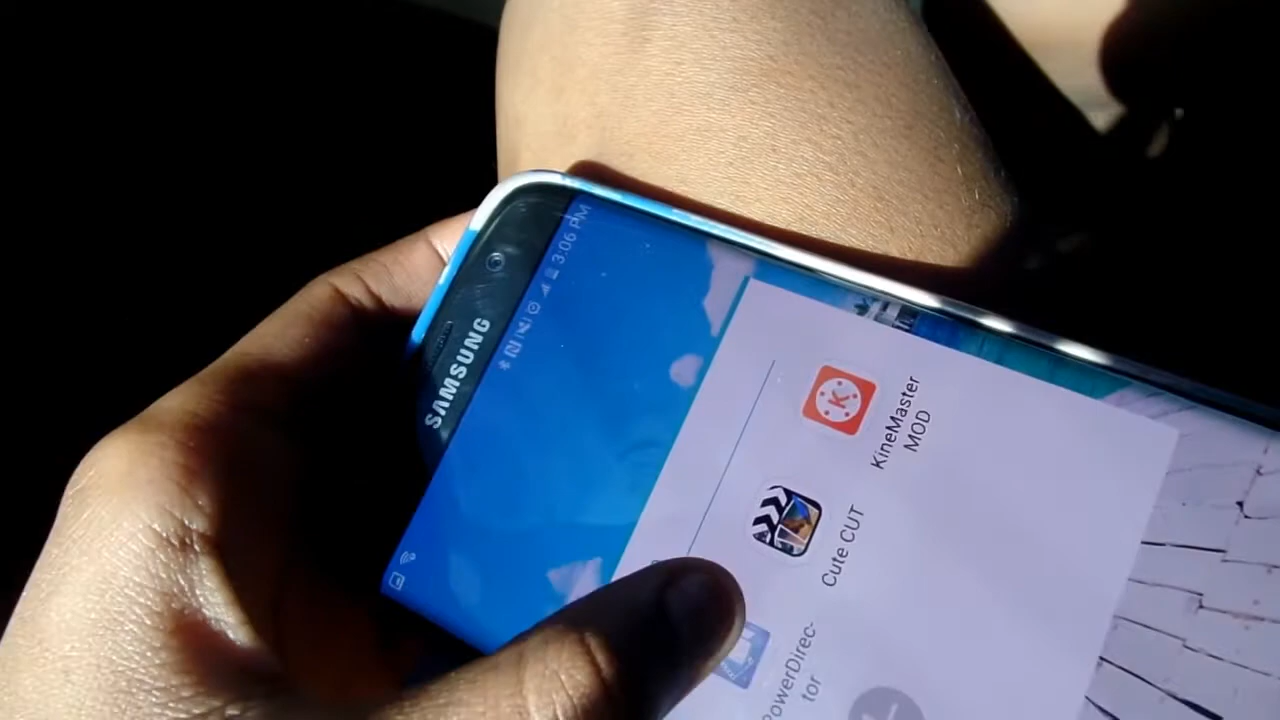 SAMSUNG
3:06 PM
KineMaster
MOD
Cute CUT
PowerDirec-
tor